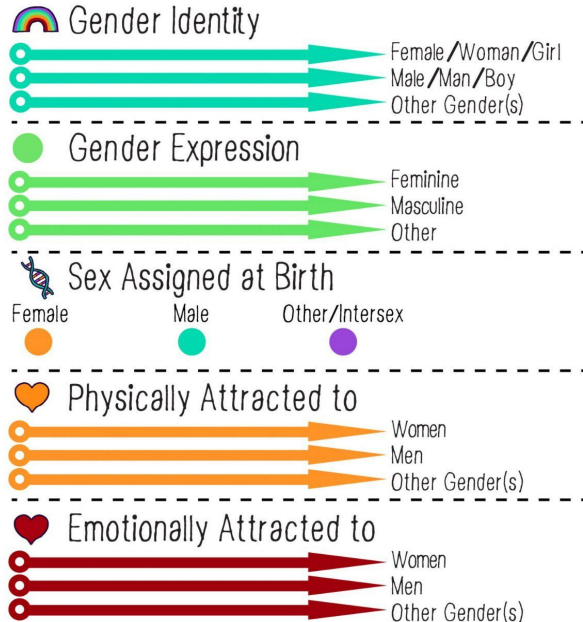 Gender Identity
Female/Woman/Girl
Male/Man/Boy
Other Gender(s)
Gender Expression
Feminine
Masculine
Other
Sex Assigned at Birth
Female Male Other/Intersex
Physically Attracted to
Women
Men
Other Gender(s)
Emotionally Attracted to
Women
Men
Other Gender(s)